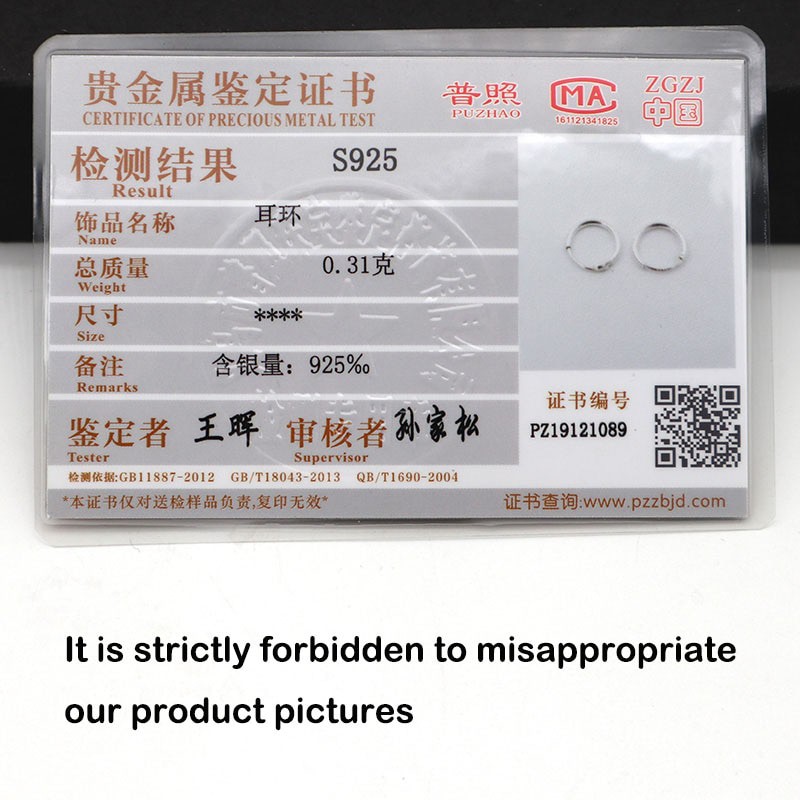 贵金属鉴定证书
CERTIFICATE OF PRECIOUS METAL TEST
普照
PUZHAO
CMA
161121341825
ZGZJ
中国
检测结果 S925
Result
饰品名称 耳环
Name
总质量 0.31克
Weight
尺寸 ****
Size
备注 含银量: 925‰
Remarks
鉴定者 王晖 审核者 孙家松
Tester Supervisor
证书编号
PZ19121089
检测依据:GB11887-2012 GB/T18043-2013 QB/T1690-2004
*本证书仅对送检样品负责,复印无效* 证书查询:www.pzzbjd.com
It is strictly forbidden to misappropriate
our product pictures